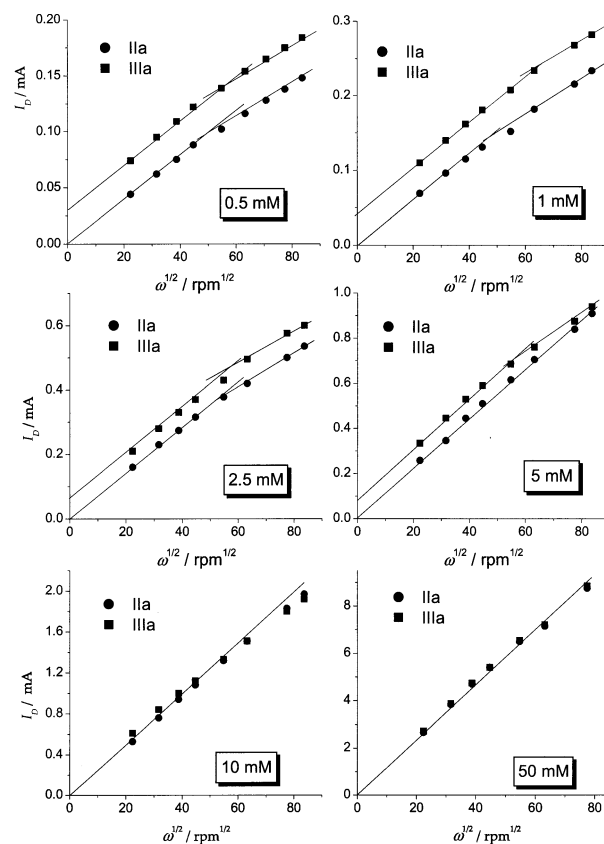 0.20
0.15
0.10
0.05
0.00
I_D / mA
IIa
IIIa
0.5 mM
0 20 40 60 80
ω^1/2 / rpm^1/2
0.3
0.2
0.1
0.0
IIa
IIIa
1 mM
0 20 40 60 80
ω^1/2 / rpm^1/2
0.6
0.4
0.2
0.0
I_D / mA
IIa
IIIa
2.5 mM
0 20 40 60 80
ω^1/2 / rpm^1/2
1.0
0.8
0.6
0.4
0.2
0.0
IIa
IIIa
5 mM
0 20 40 60 80
ω^1/2 / rpm^1/2
2.0
1.6
1.2
0.8
0.4
0.0
I_D / mA
IIa
IIIa
10 mM
0 20 40 60 80
ω^1/2 / rpm^1/2
8
6
4
2
0
IIa
IIIa
50 mM
0 20 40 60 80
ω^1/2 / rpm^1/2